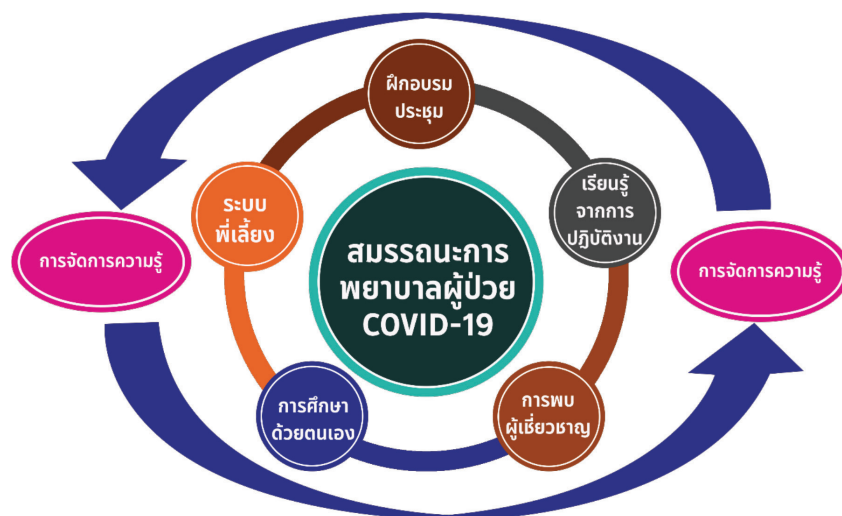 ฝึกอบรม
ประชุม
ระบบ
พี่เลี้ยง
เรียนรู้
จากการ
ปฏิบัติงาน
การจัดการความรู้
สมรรถนะการ
พยาบาลผู้ป่วย
COVID-19
การจัดการความรู้
การศึกษา
ด้วยตนเอง
การพบ
ผู้เชี่ยวชาญ